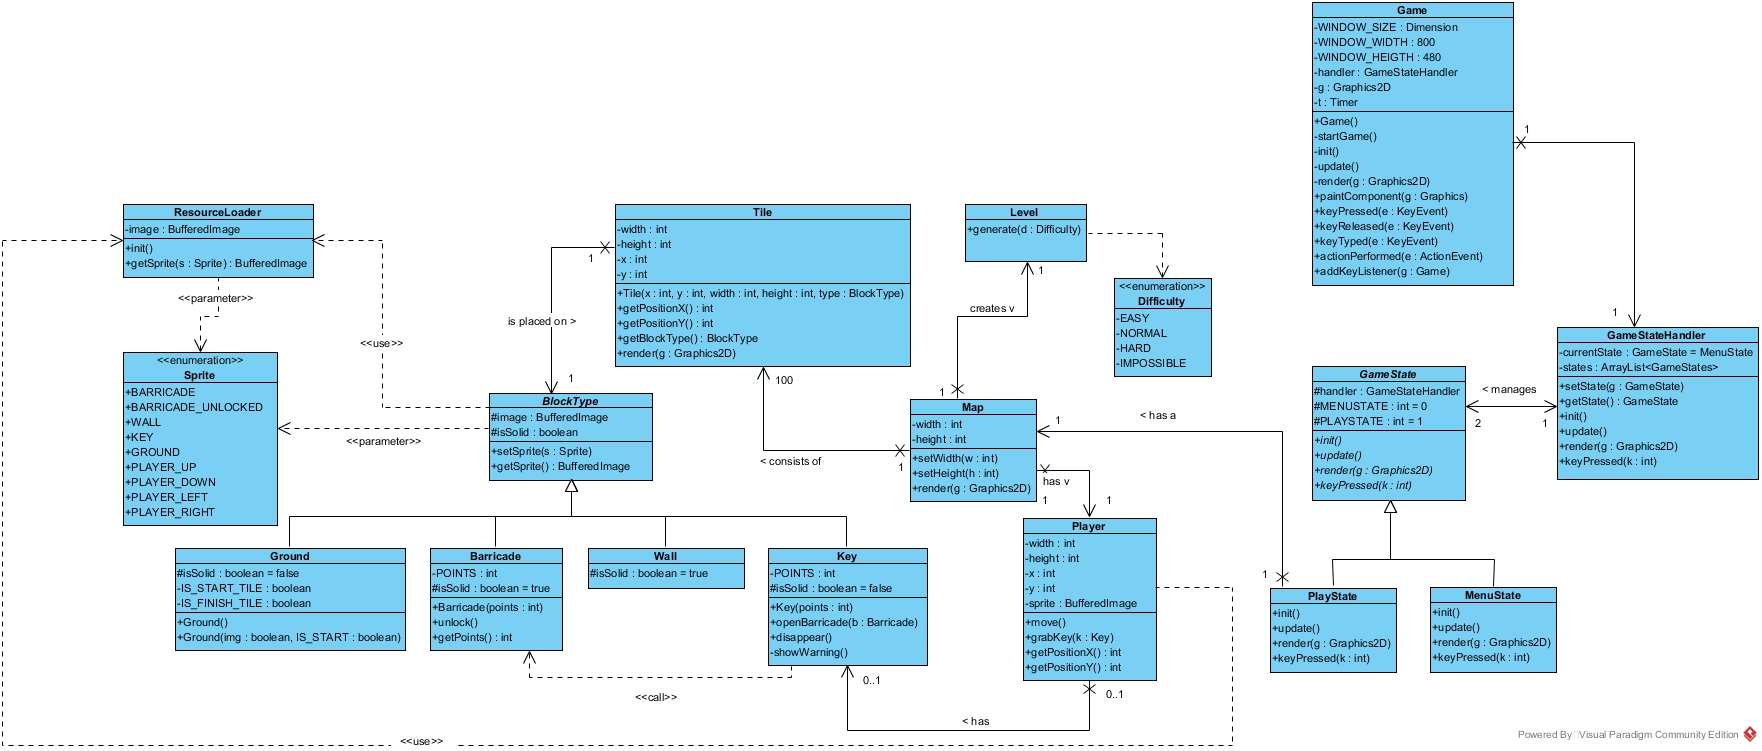 Game
-WINDOW_SIZE : Dimension
-WINDOW_WIDTH : 800
-WINDOW_HEIGTH : 480
-handler : GameStateHandler
-g : Graphics2D
-t : Timer
+Game()
-startGame()
-init()
-update()
-render(g : Graphics2D)
+paintComponent(g : Graphics)
+keyPressed(e : KeyEvent)
+keyReleased(e : KeyEvent)
+keyTyped(e : KeyEvent)
+actionPerformed(e : ActionEvent)
+addKeyListener(g : Game)
1
1
ResourceLoader
-image : BufferedImage
+init()
+getSprite(s : Sprite) : BufferedImage
<<parameter>>
<<enumeration>>
Sprite
+BARRICADE
+BARRICADE_UNLOCKED
+WALL
+KEY
+GROUND
+PLAYER_UP
+PLAYER_DOWN
+PLAYER_LEFT
+PLAYER_RIGHT
<<use>>
<<parameter>>
Tile
-width : int
-height : int
-x : int
-y : int
+Tile(x : int, y : int, width : int, height : int, type : BlockType)
+getPositionX() : int
+getPositionY() : int
+getBlockType() : BlockType
+render(g : Graphics2D)
1
is placed on >
1
100
< consists of
1
BlockType
#image : BufferedImage
#isSolid : boolean
+setSprite(s : Sprite)
+getSprite() : BufferedImage
Level
+generate(d : Difficulty)
1
creates v
1
<<enumeration>>
Difficulty
-EASY
-NORMAL
-HARD
-IMPOSSIBLE
Map
-width : int
-height : int
+setWidth(w : int)
+setHeight(h : int)
+render(g : Graphics2D)
1
< has a
1
has v
1
1
GameState
#handler : GameStateHandler
#MENUSTATE : int = 0
#PLAYSTATE : int = 1
+init()
+update()
+render(g : Graphics2D)
+keyPressed(k : int)
< manages
2
1
GameStateHandler
-currentState : GameState = MenuState
-states : ArrayList<GameStates>
+setState(g : GameState)
+getState() : GameState
+init()
+update()
+render(g : Graphics2D)
+keyPressed(k : int)
Ground
#isSolid : boolean = false
-IS_START_TILE : boolean
-IS_FINISH_TILE : boolean
+Ground()
+Ground(img : boolean, IS_START : boolean)
Barricade
-POINTS : int
#isSolid : boolean = true
+Barricade(points : int)
+unlock()
+getPoints() : int
Wall
#isSolid : boolean = true
Key
-POINTS : int
#isSolid : boolean = false
+Key(points : int)
+openBarricade(b : Barricade)
+disappear()
-showWarning()
Player
-width : int
-height : int
-x : int
-y : int
-sprite : BufferedImage
+move()
+grabKey(k : Key)
+getPositionX() : int
+getPositionY() : int
PlayState
+init()
+update()
+render(g : Graphics2D)
+keyPressed(k : int)
MenuState
+init()
+update()
+render(g : Graphics2D)
+keyPressed(k : int)
<<call>>
0..1
0..1
< has
<<use>>
Powered By Visual Paradigm Community Edition